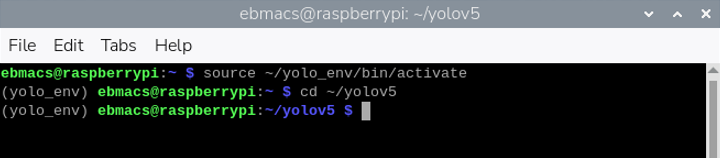 ebmacs@raspberrypi: ~/yolov5
File Edit Tabs Help
ebmacs@raspberrypi:~ $ source ~/yolo_env/bin/activate
(yolo_env) ebmacs@raspberrypi:~ $ cd ~/yolov5
(yolo_env) ebmacs@raspberrypi:~/yolov5 $